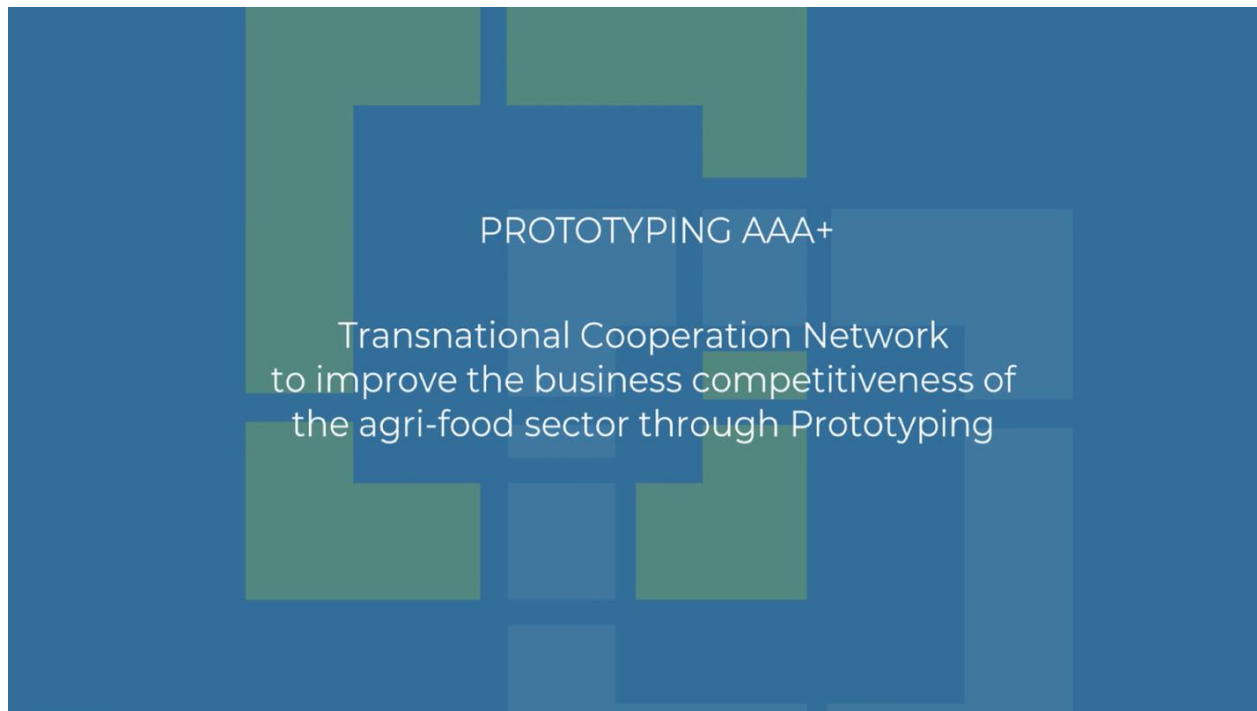 PROTOTYPING AAA+
Transnational Cooperation Network
to improve the business competitiveness of
the agri-food sector through Prototyping